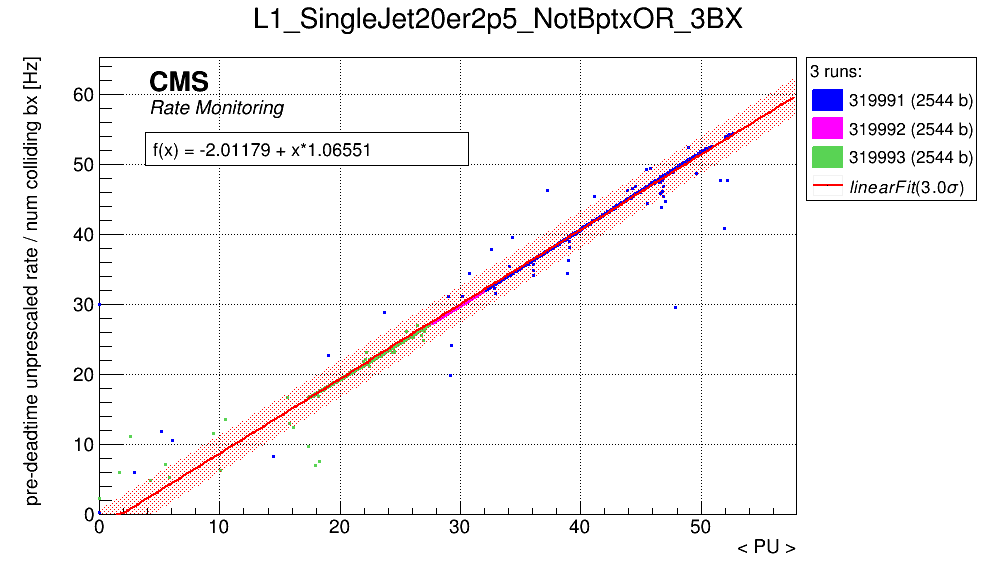 L1_SingleJet20er2p5_NotBptxOR_3BX
pre-deadtime unprescaled rate / num colliding bx [Hz]
CMS
Rate Monitoring
f(x) = -2.01179 + x*1.06551
60
50
40
30
20
10
0
0 10 20 30 40 50
< PU >
3 runs:
319991 (2544 b)
319992 (2544 b)
319993 (2544 b)
linearFit(3.0σ)